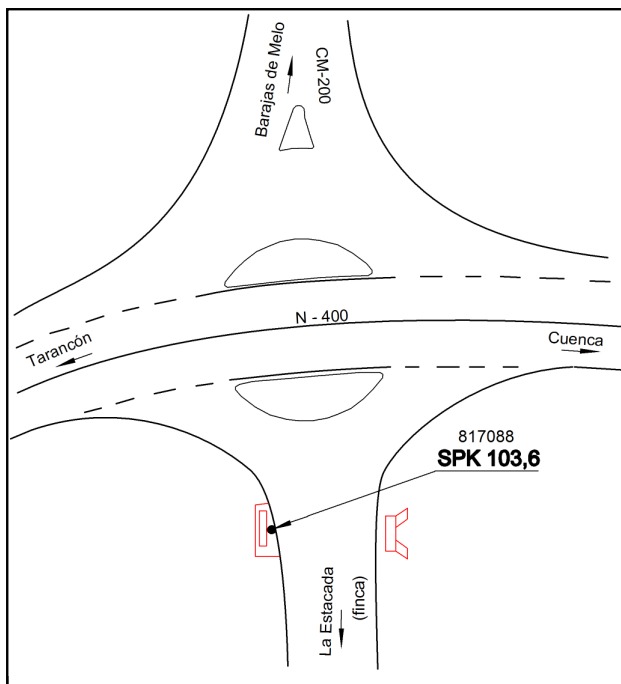 Barajas de Melo
CM-200
N - 400
Tarancón
Cuenca
817088
SPK 103,6
La Estacada
(finca)